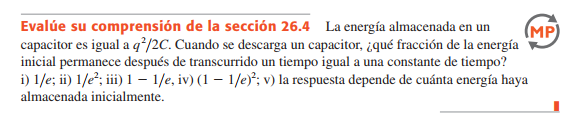 Evalúe su comprensión de la sección 26.4 La energía almacenada en un
capacitor es igual a q²/2C. Cuando se descarga un capacitor, ¿qué fracción de la energía
inicial permanece después de transcurrido un tiempo igual a una constante de tiempo?
i) 1/e; ii) 1/e²; iii) 1 − 1/e, iv) (1 − 1/e)²; v) la respuesta depende de cuánta energía haya
almacenada inicialmente.
MP